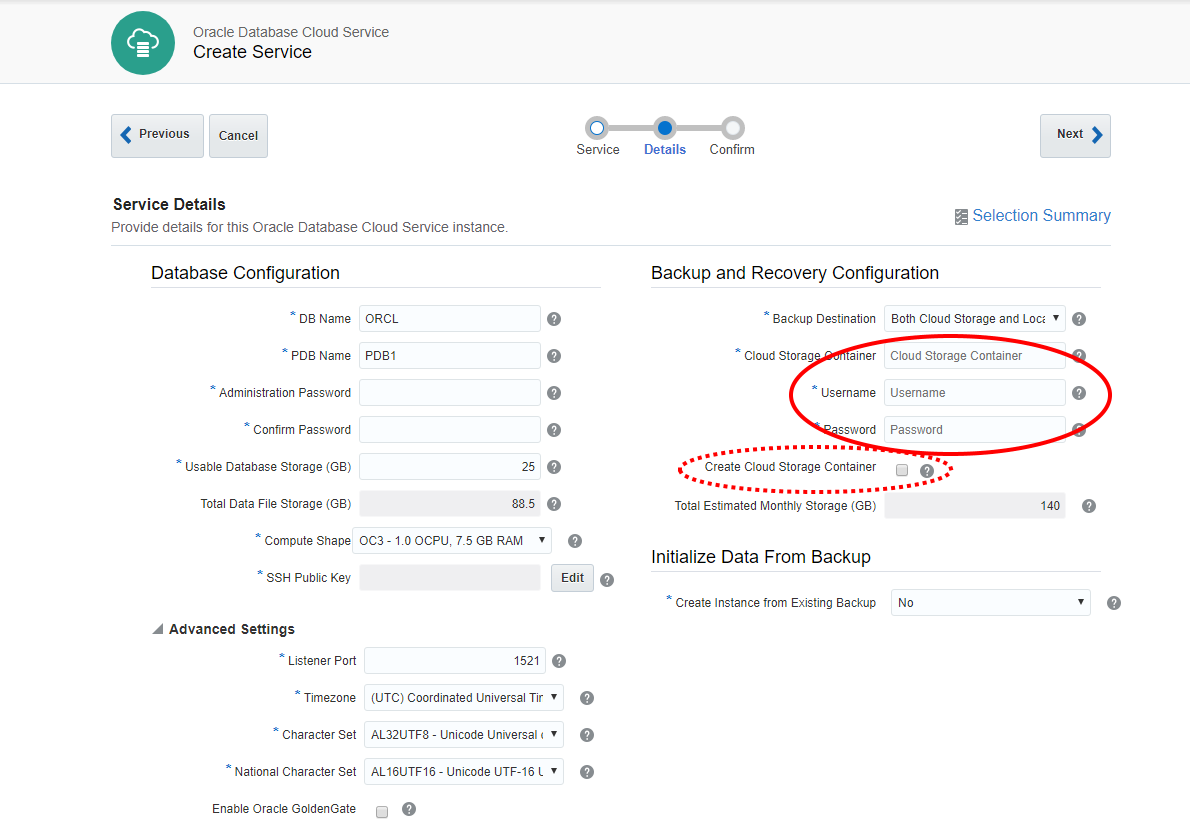 Oracle Database Cloud Service
Create Service
Previous
Cancel
Service
Details
Confirm
Next
Service Details
Provide details for this Oracle Database Cloud Service instance.
Selection Summary
Database Configuration
* DB Name ORCL ?
* PDB Name PDB1 ?
* Administration Password ?
* Confirm Password ?
* Usable Database Storage (GB) 25 ?
Total Data File Storage (GB) 88.5 ?
* Compute Shape OC3 - 1.0 OCPU, 7.5 GB RAM ?
* SSH Public Key Edit ?
Advanced Settings
* Listener Port 1521 ?
* Timezone (UTC) Coordinated Universal Tir ?
* Character Set AL32UTF8 - Unicode Universal ?
* National Character Set AL16UTF16 - Unicode UTF-16 ?
Enable Oracle GoldenGate ?
Backup and Recovery Configuration
* Backup Destination Both Cloud Storage and Loca ?
* Cloud Storage Container Cloud Storage Container ?
* Username Username ?
* Password Password ?
Create Cloud Storage Container ?
Total Estimated Monthly Storage (GB) 140 ?
Initialize Data From Backup
* Create Instance from Existing Backup No ?